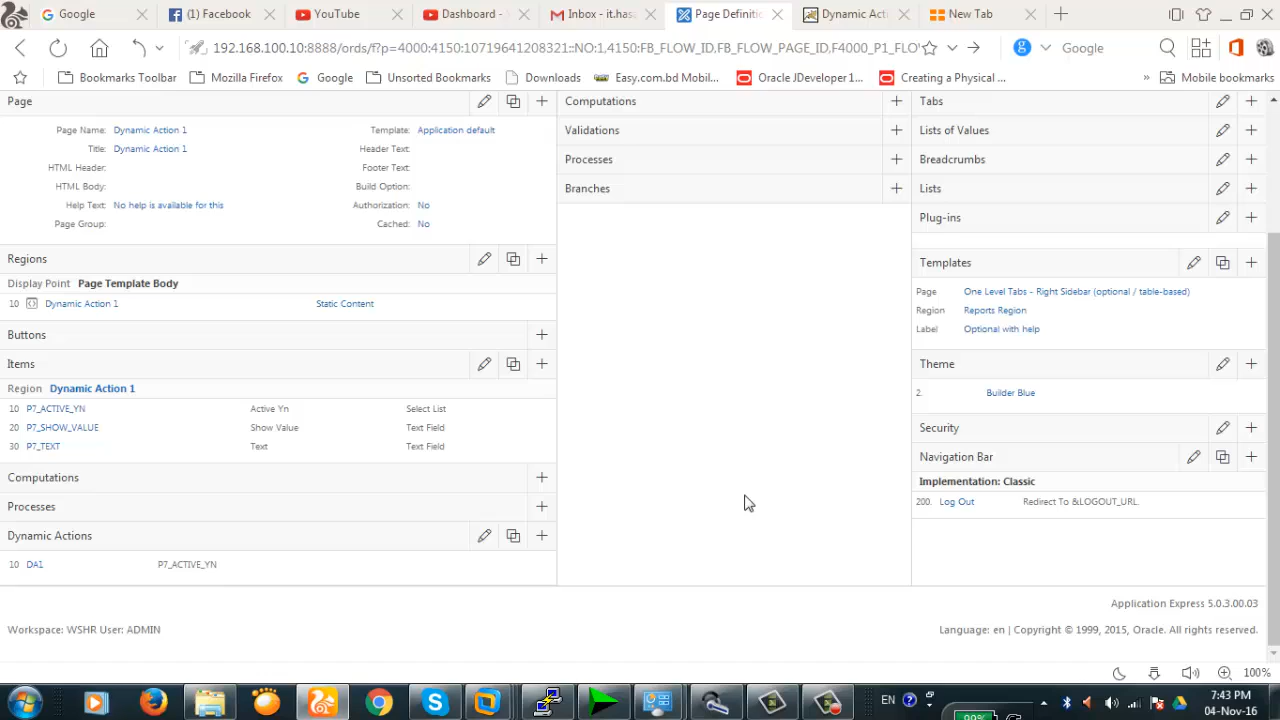 Google
(1) Facebook
YouTube
Dashboard -
Inbox - it.has
Page Definit
Dynamic Act
New Tab
192.168.100.10:8888/ords/f?p=4000:4150:10719641296321::NO:1,4150:FB_FLOW_ID,FB_FLOW_PAGE_ID,F4000_P1_FLO
Google
Bookmarks Toolbar
Mozilla Firefox
Google
Unsorted Bookmarks
Downloads
Easy.com.bd Mobil...
Oracle JDeveloper 1...
Creating a Physical ...
»
Mobile bookmarks
Page
Page Name: Dynamic Action 1
Title: Dynamic Action 1
HTML Header:
HTML Body:
Help Text: No help is available for this
Page Group:
Template: Application default
Header Text:
Footer Text:
Build Option:
Authorization: No
Cached: No
Regions
Display Point Page Template Body
10 Dynamic Action 1 Static Content
Buttons
Items
Region Dynamic Action 1
10 P7_ACTIVE_YN Active Yn Select List
20 P7_SHOW_VALUE Show Value Text Field
30 P7_TEXT Text Text Field
Computations
Processes
Dynamic Actions
10 DA1 P7_ACTIVE_YN
Computations
Validations
Processes
Branches
Tabs
Lists of Values
Breadcrumbs
Lists
Plug-ins
Templates
Page One Level Tabs - Right Sidebar (optional / table-based)
Region Reports Region
Label Optional with help
Theme
2. Builder Blue
Security
Navigation Bar
Implementation: Classic
200. Log Out Redirect To &LOGOUT_URL.
Application Express 5.0.3.00.03
Workspace: WSHR User: ADMIN
Language: en | Copyright © 1999, 2015, Oracle. All rights reserved.
100%
EN
99%
7:43 PM
04-Nov-16